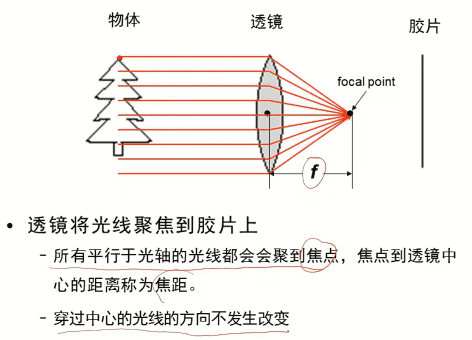 物体
透镜
胶片
focal point
f
• 透镜将光线聚焦到胶片上
- 所有平行于光轴的光线都会会聚到焦点，焦点到透镜中
心的距离称为焦距。
- 穿过中心的光线的方向不发生改变